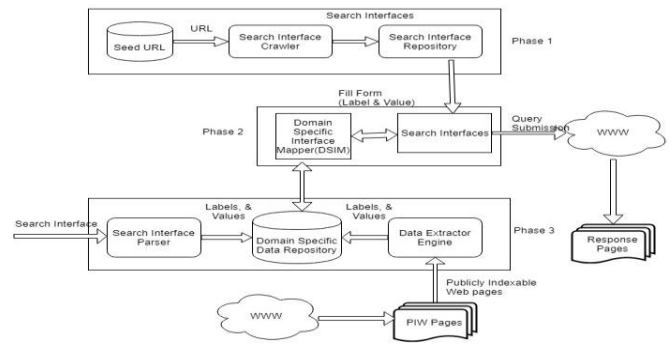 URL
Search Interfaces
Seed URL
Search Interface
Crawler
Search Interface
Repository
Phase 1
Fill Form
(Label & Value)
Phase 2
Domain
Specific
Interface
Mapper(DSIM)
Search Interfaces
Query
Submission
WWW
Search Interface
Labels, &
Values
Labels, &
Values
Search Interface
Parser
Domain Specific
Data Repository
Data Extractor
Engine
Phase 3
Response
Pages
Publicly Indexable
Web pages
WWW
PIW Pages